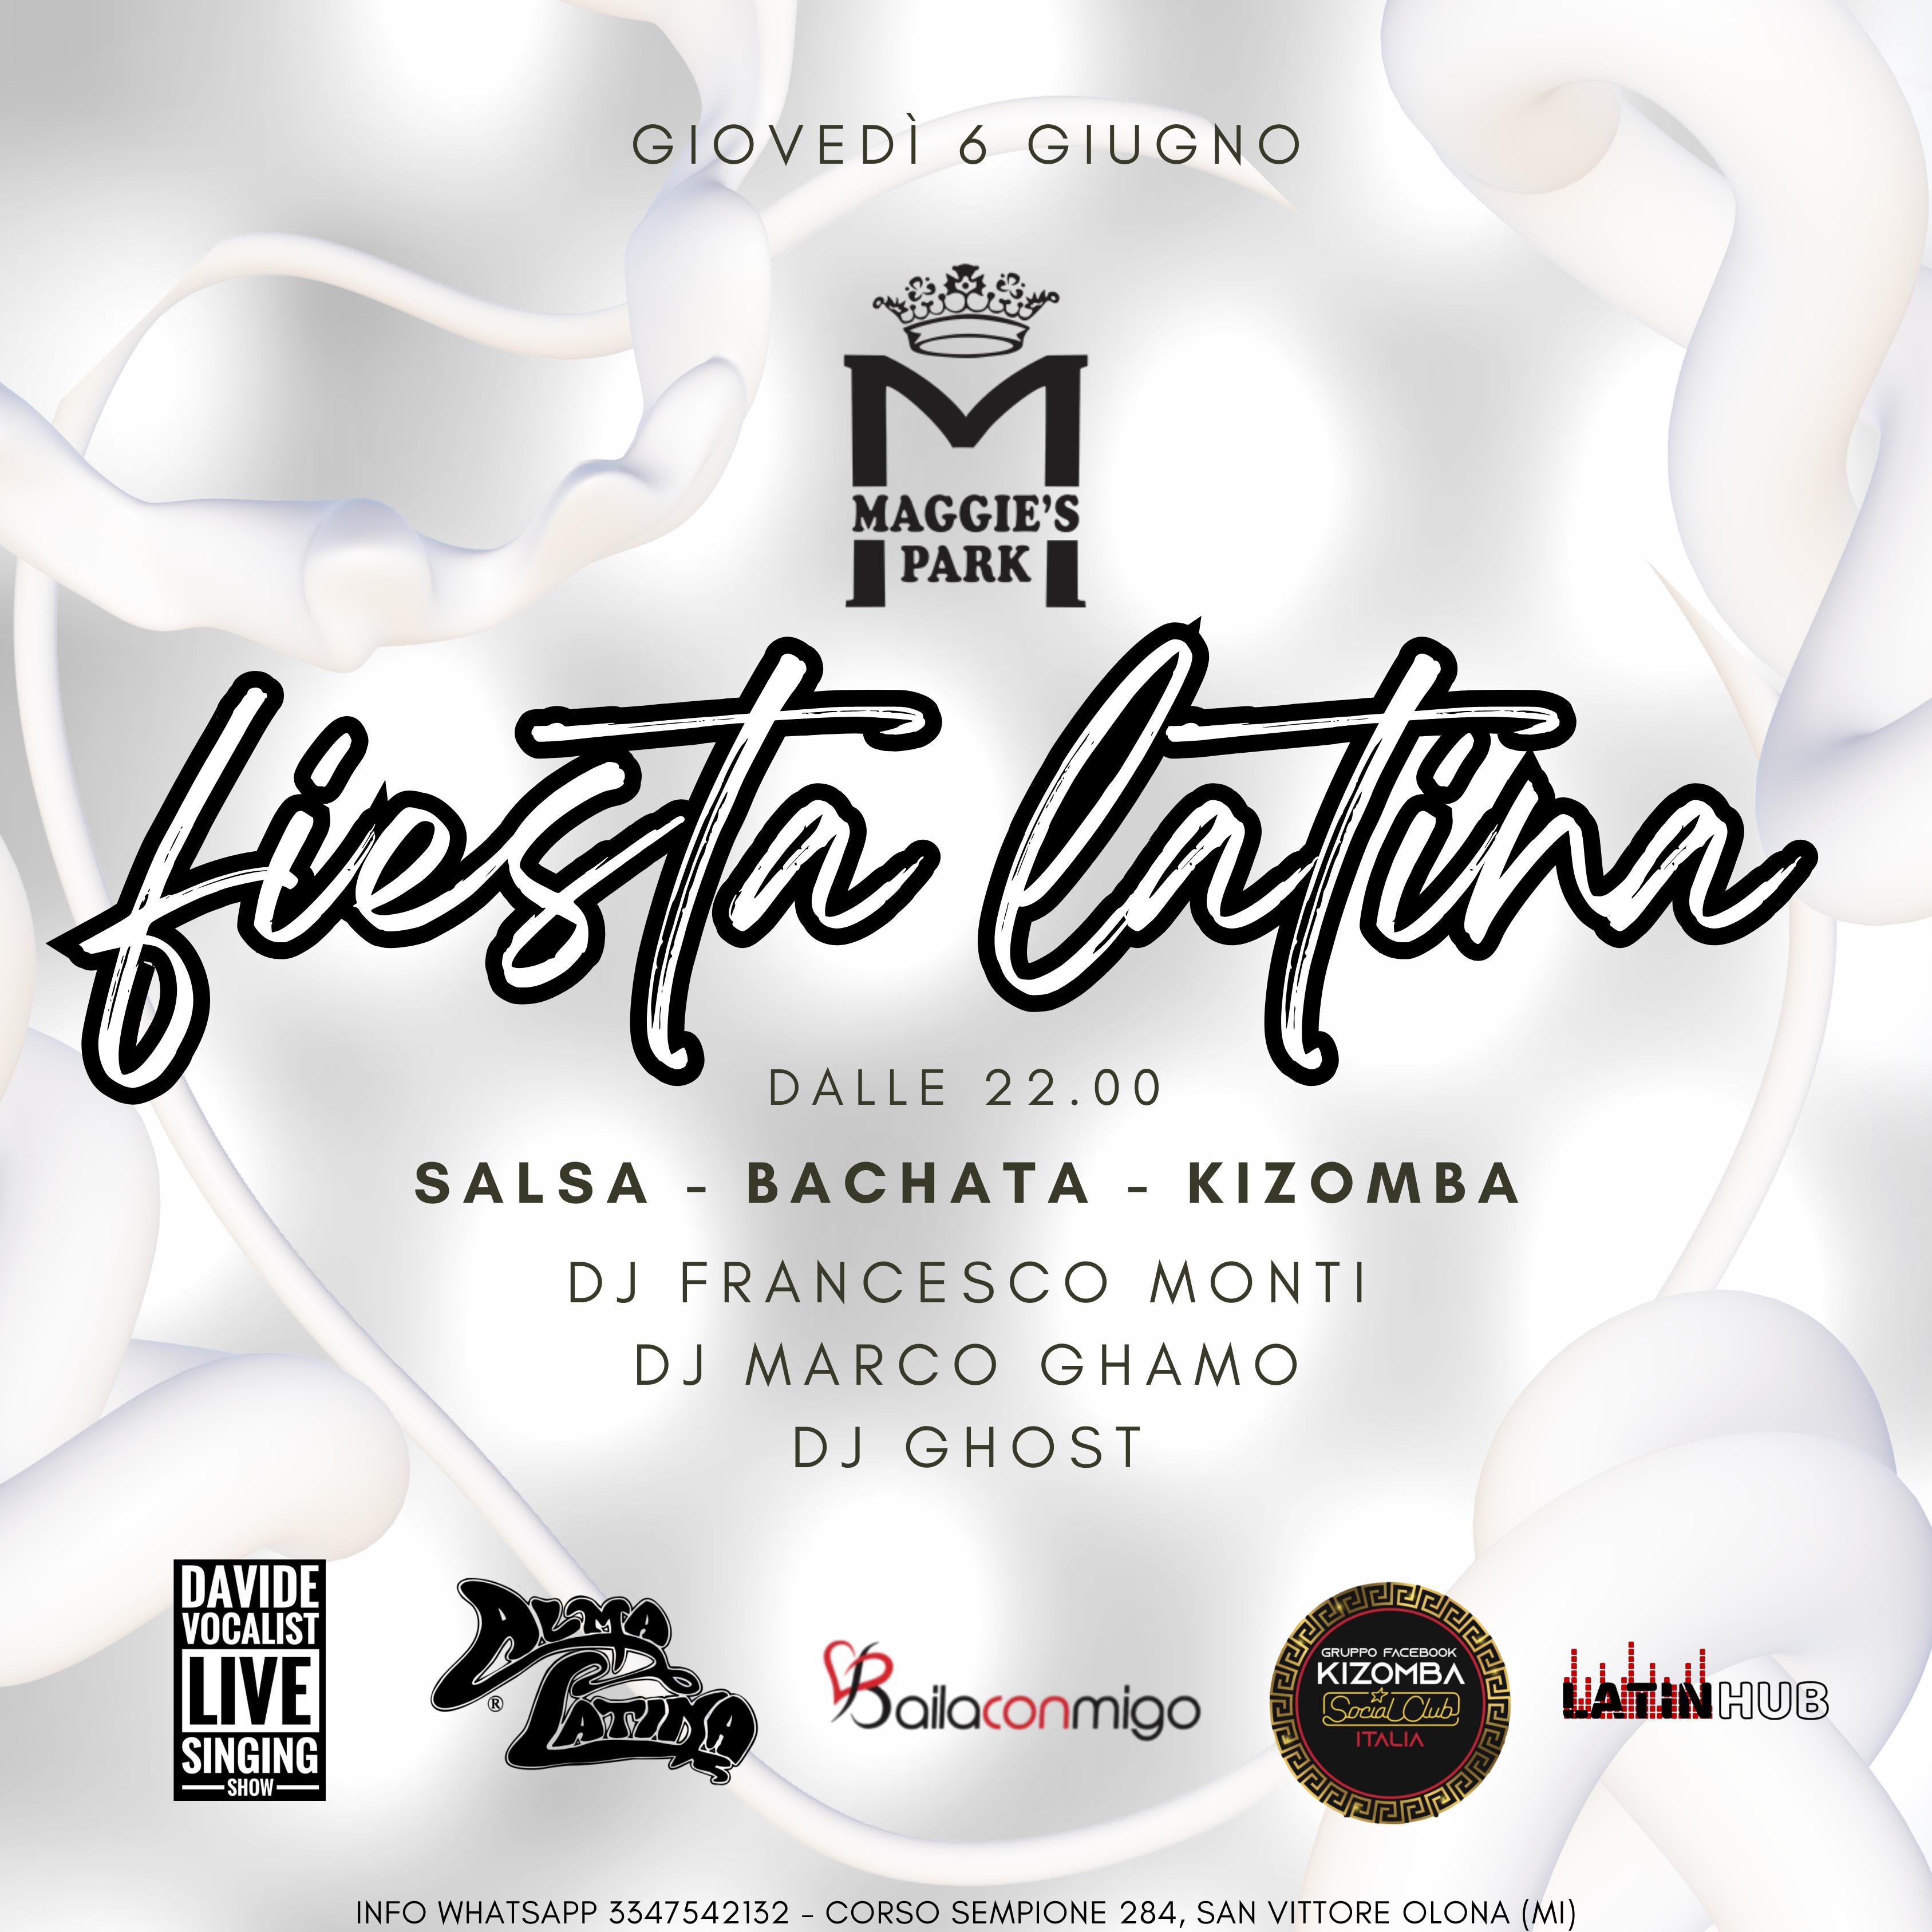 GIOVEDÌ 6 GIUGNO
M
MAGGIE'S
PARK
fiesta latina
DALLE 22.00
SALSA - BACHATA - KIZOMBA
DJ FRANCESCO MONTI
DJ MARCO GHAMO
DJ GHOST
DAVIDE
VOCALIST
LIVE
SINGING
SHOW
ALMA
LATINA
®
Bailaconmigo
GRUPPO FACEBOOK
KIZOMBA
Social Club
ITALIA
LATINHUB
INFO WHATSAPP 3347542132 - CORSO SEMPIONE 284, SAN VITTORE OLONA (MI)